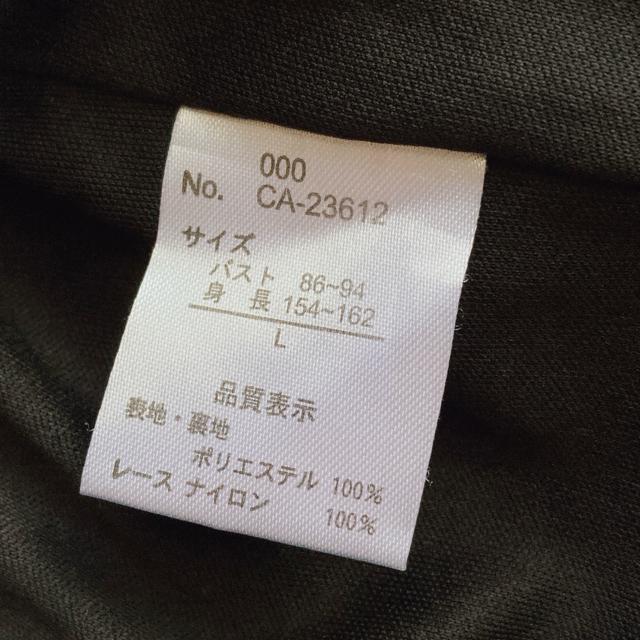 000
No. CA-23612
サイズ
バスト 86~94
身 長 154~162
L
品質表示
表地・裏地
ポリエステル 100%
レース ナイロン 100%